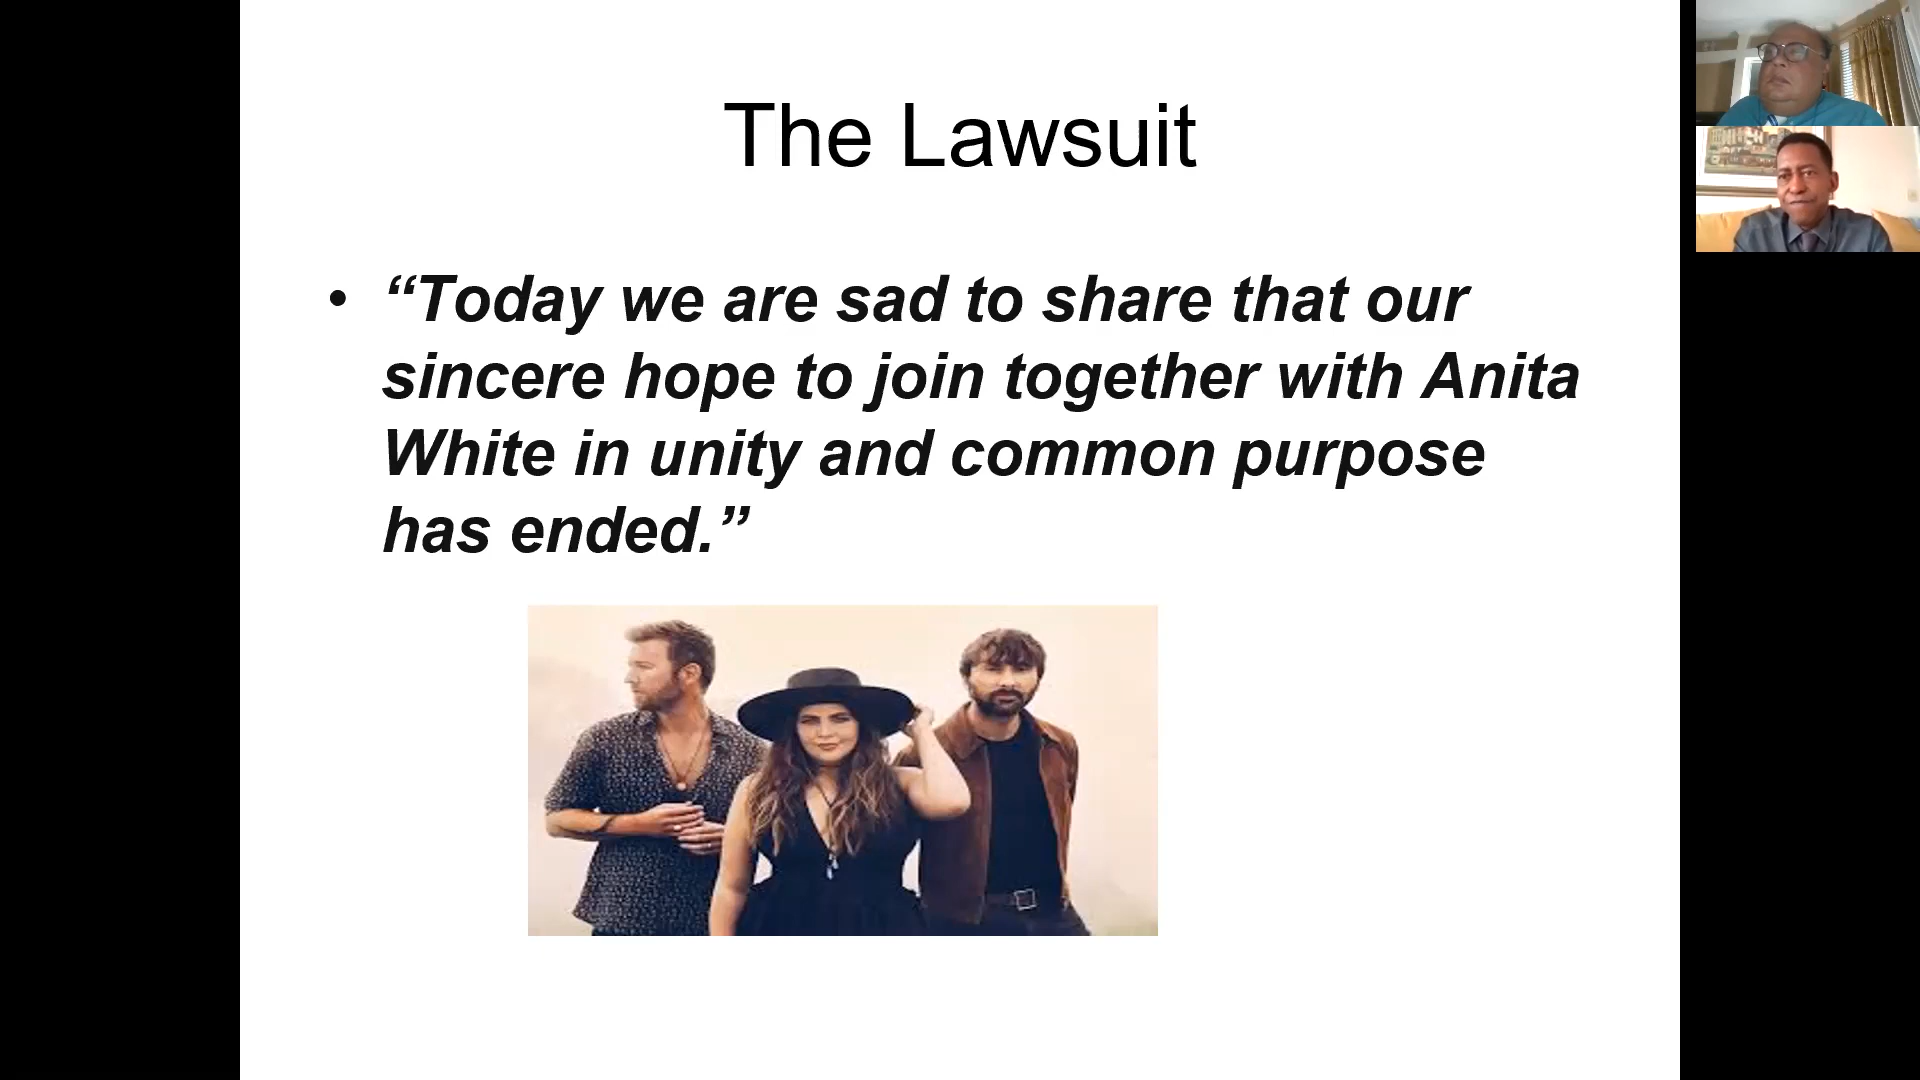 The Lawsuit
• “Today we are sad to share that our
sincere hope to join together with Anita
White in unity and common purpose
has ended.”